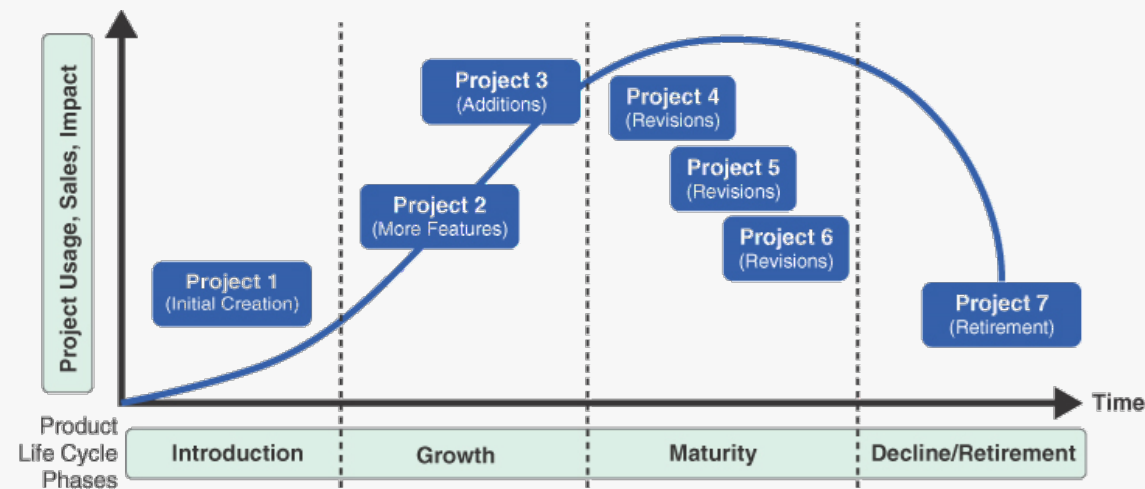 Project Usage, Sales, Impact
Project 1
(Initial Creation)
Project 2
(More Features)
Project 3
(Additions)
Project 4
(Revisions)
Project 5
(Revisions)
Project 6
(Revisions)
Project 7
(Retirement)
Time
Product
Life Cycle
Phases
Introduction
Growth
Maturity
Decline/Retirement